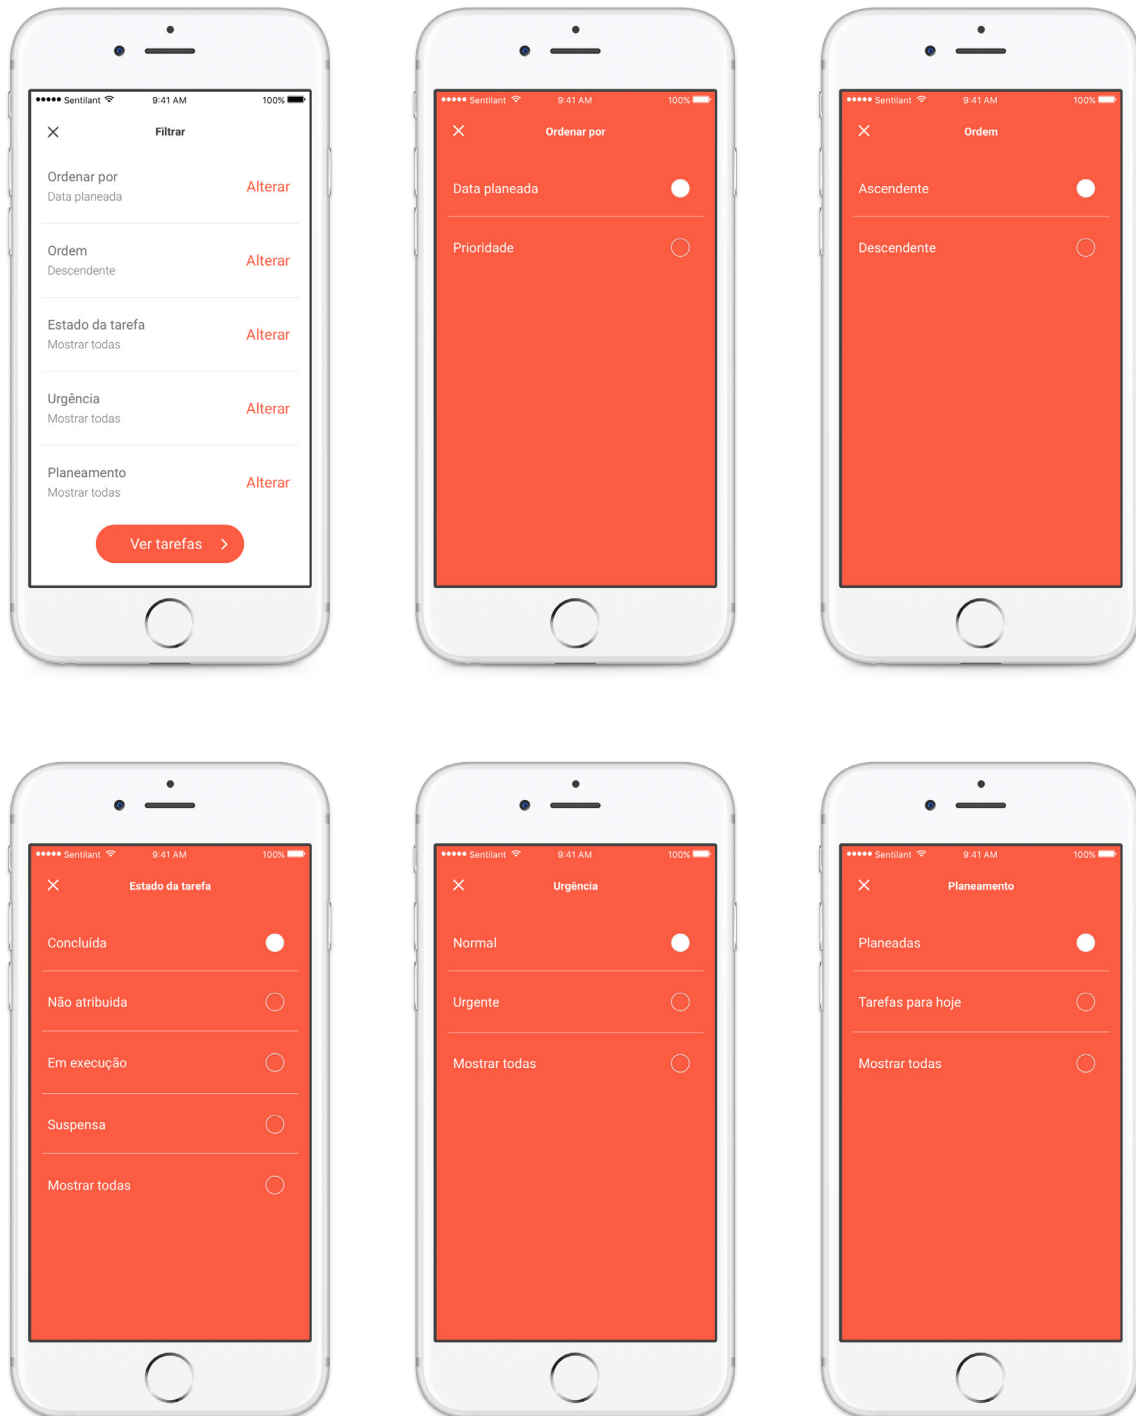 Sentilant 9:41 AM 100%
Filtrar
Ordenar por
Data planeada
Alterar
Ordem
Descendente
Alterar
Estado da tarefa
Mostrar todas
Alterar
Urgência
Mostrar todas
Alterar
Planeamento
Mostrar todas
Alterar
Ver tarefas
Sentilant 9:41 AM 100%
Ordenar por
Data planeada
Prioridade
Sentilant 9:41 AM 100%
Ordem
Ascendente
Descendente
Sentilant 9:41 AM 100%
Estado da tarefa
Concluída
Não atribuida
Em execução
Suspensa
Mostrar todas
Sentilant 9:41 AM 100%
Urgência
Normal
Urgente
Mostrar todas
Sentilant 9:41 AM 100%
Planeamento
Planeadas
Tarefas para hoje
Mostrar todas